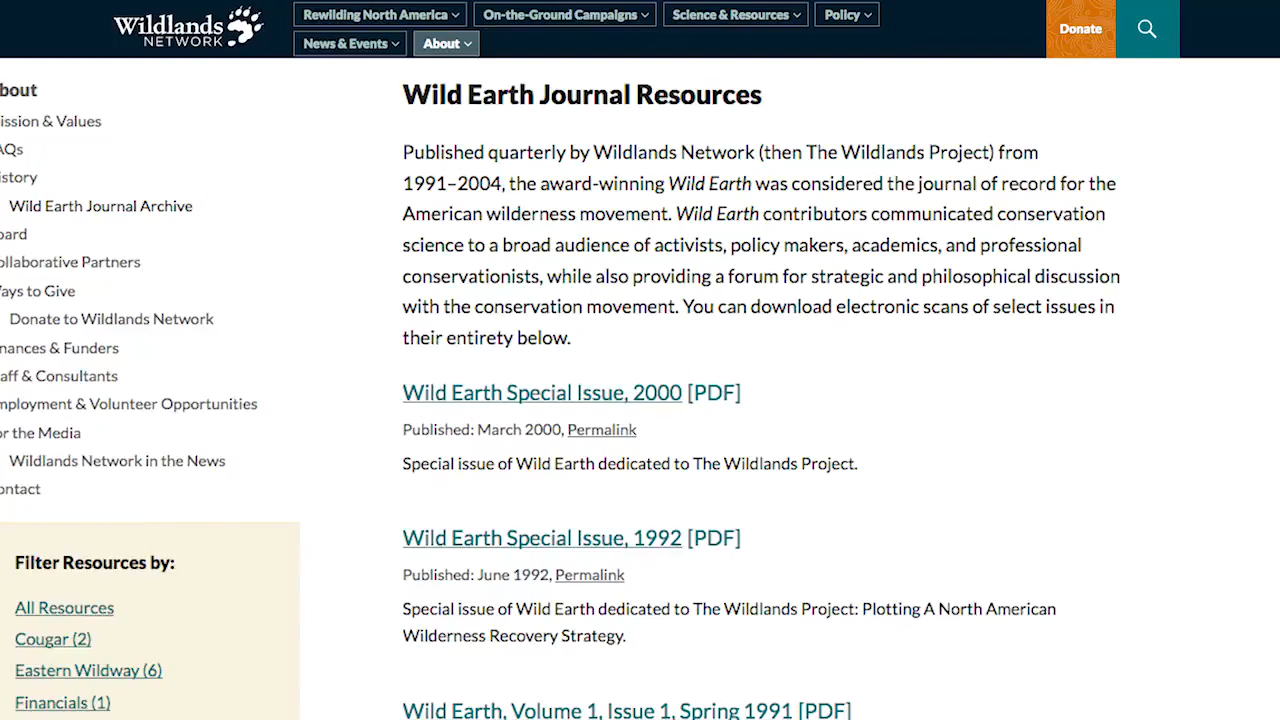 Wildlands
NETWORK
Rewilding North America
On-the-Ground Campaigns
Science & Resources
Policy
News & Events
About
Donate
bout
ission & Values
AQs
istory
Wild Earth Journal Archive
oard
ollaborative Partners
Ways to Give
Donate to Wildlands Network
nances & Funders
aff & Consultants
mployment & Volunteer Opportunities
or the Media
Wildlands Network in the News
ontact
Filter Resources by:
All Resources
Cougar (2)
Eastern Wildway (6)
Financials (1)
Wild Earth Journal Resources
Published quarterly by Wildlands Network (then The Wildlands Project) from
1991–2004, the award-winning Wild Earth was considered the journal of record for the
American wilderness movement. Wild Earth contributors communicated conservation
science to a broad audience of activists, policy makers, academics, and professional
conservationists, while also providing a forum for strategic and philosophical discussion
with the conservation movement. You can download electronic scans of select issues in
their entirety below.
Wild Earth Special Issue, 2000 [PDF]
Published: March 2000, Permalink
Special issue of Wild Earth dedicated to The Wildlands Project.
Wild Earth Special Issue, 1992 [PDF]
Published: June 1992, Permalink
Special issue of Wild Earth dedicated to The Wildlands Project: Plotting A North American
Wilderness Recovery Strategy.
Wild Earth, Volume 1, Issue 1, Spring 1991 [PDF]